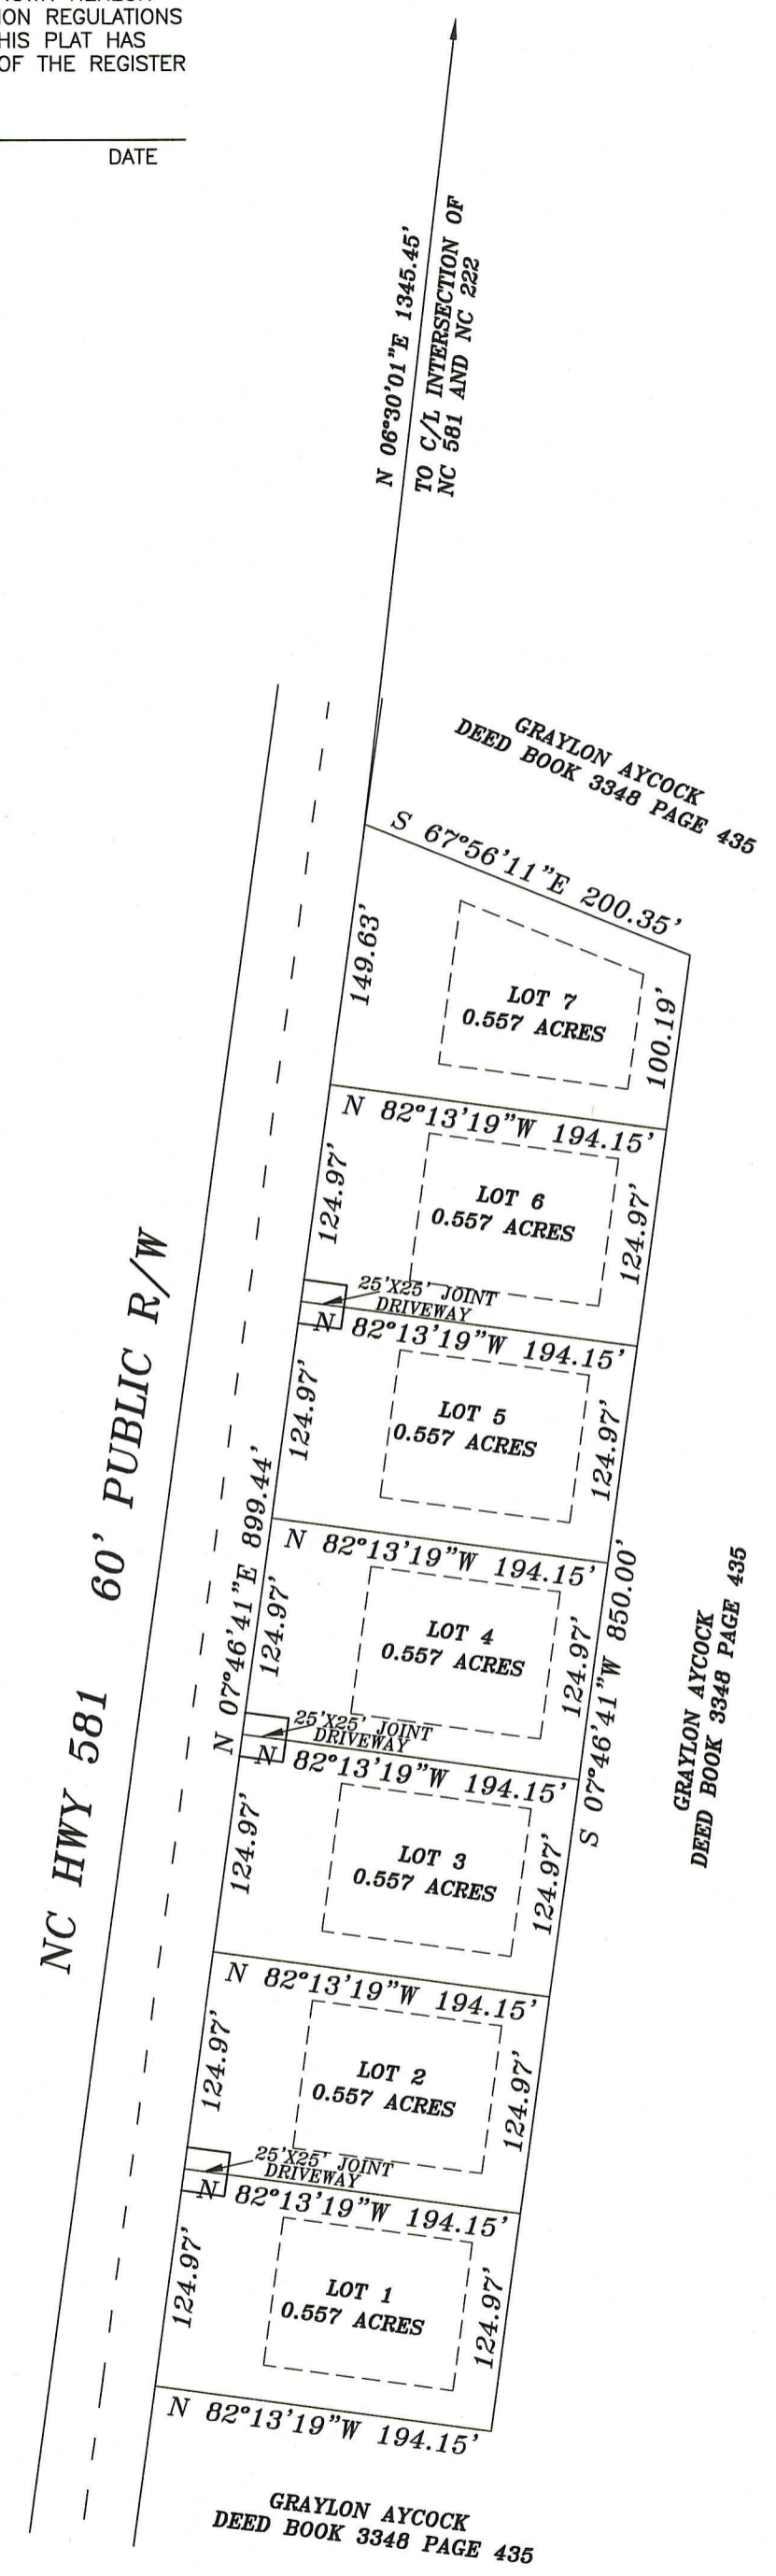 ION REGULATIONS
HIS PLAT HAS
OF THE REGISTER
DATE
N 06°30'01"E 1345.45'
TO C/L INTERSECTION OF
NC 581 AND NC 222
GRAYLON AYCOCK
DEED BOOK 3348 PAGE 435
S 67°56'11"E 200.35'
149.63'
LOT 7
0.557 ACRES
100.19'
N 82°13'19"W 194.15'
124.97'
LOT 6
0.557 ACRES
124.97'
25'X25' JOINT
DRIVEWAY
N 82°13'19"W 194.15'
124.97'
LOT 5
0.557 ACRES
124.97'
NC HWY 581 60' PUBLIC R/W
N 07°46'41"E 899.44'
N 82°13'19"W 194.15'
124.97'
LOT 4
0.557 ACRES
124.97'
S 07°46'41"W 850.00'
GRAYLON AYCOCK
DEED BOOK 3348 PAGE 435
25'X25' JOINT
DRIVEWAY
N 82°13'19"W 194.15'
124.97'
LOT 3
0.557 ACRES
124.97'
N 82°13'19"W 194.15'
124.97'
LOT 2
0.557 ACRES
124.97'
25'X25' JOINT
DRIVEWAY
N 82°13'19"W 194.15'
124.97'
LOT 1
0.557 ACRES
124.97'
N 82°13'19"W 194.15'
GRAYLON AYCOCK
DEED BOOK 3348 PAGE 435